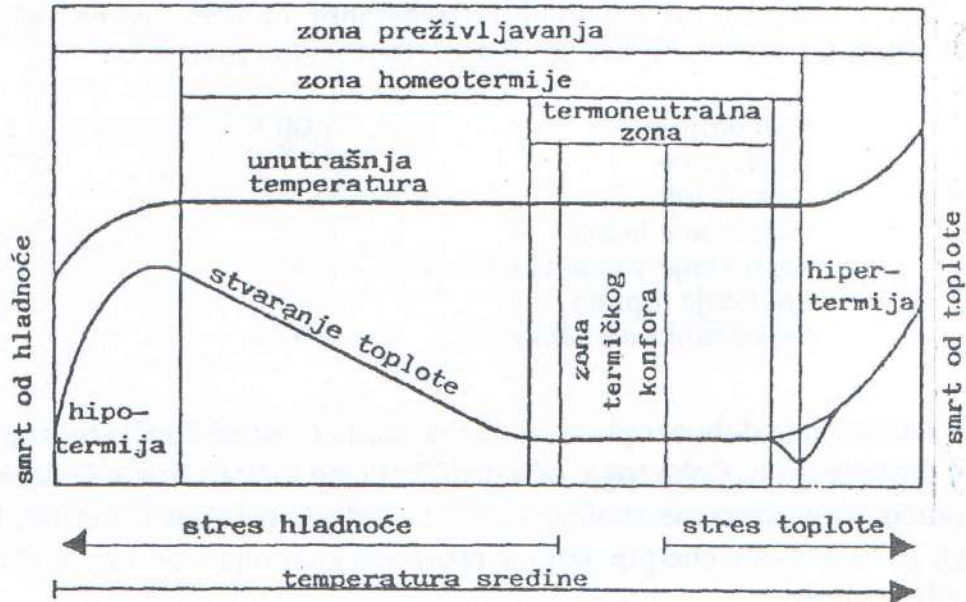 zona preživljavanja
zona homeotermije
termoneutralna
zona
unutrašnja
temperatura
stvaranje toplote
zona
termičkog
konfora
hiper-
termija
hipo-
termija
smrt od hladnoće
smrt od toplote
stres hladnoće
stres toplote
temperatura sredine